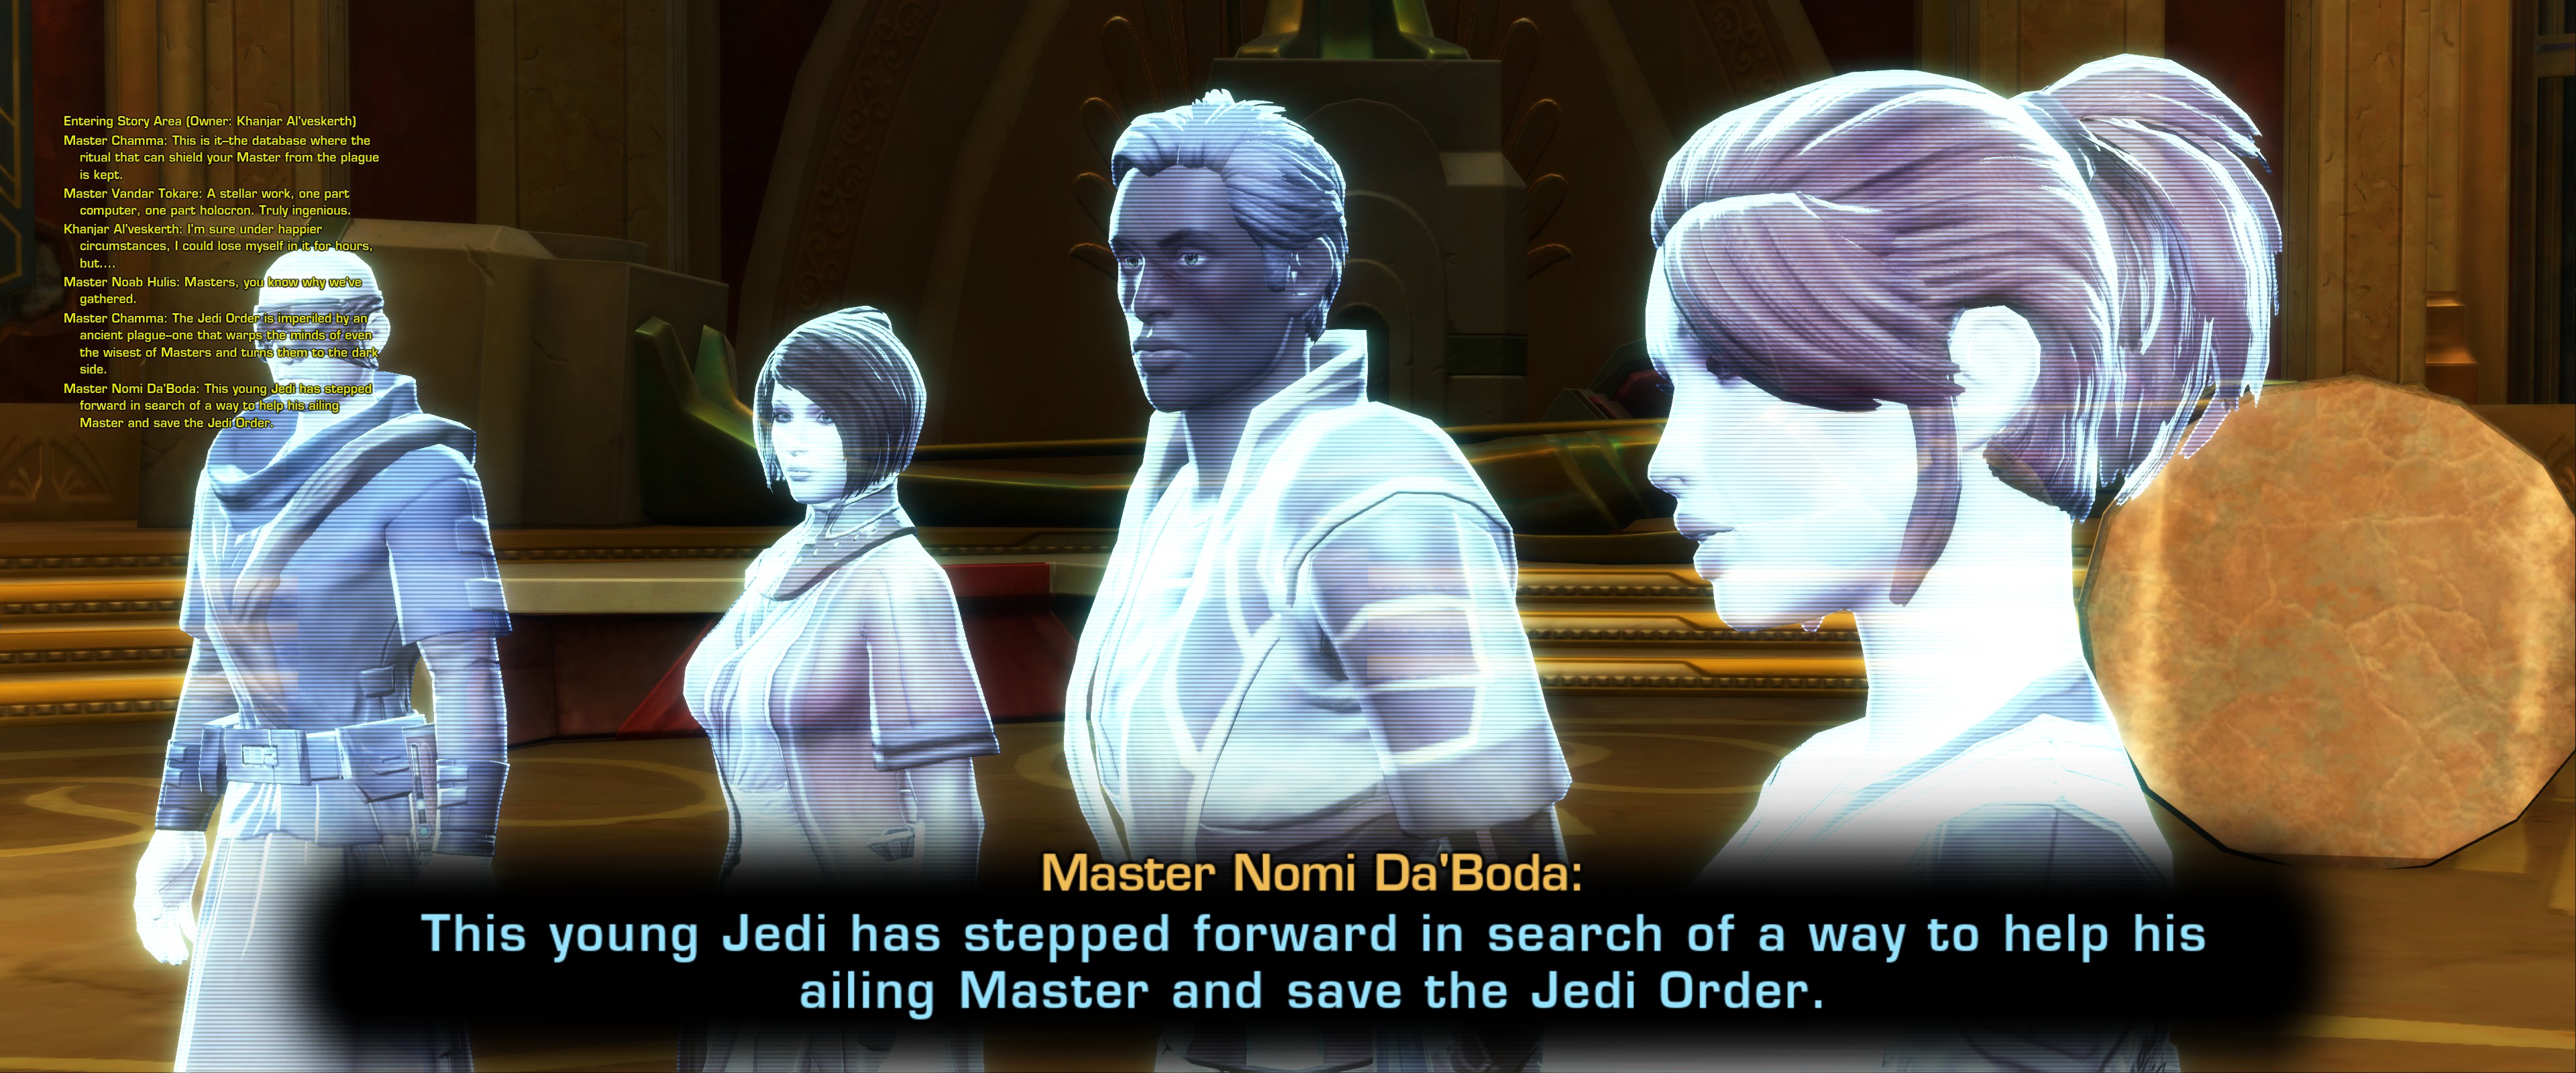 Entering Story Area (Owner: Khanjar Al'veskerth)
Master Chamma: This is it–the database where the
ritual that can shield your Master from the plague
is kept.
Master Vandar Tokare: A stellar work, one part
computer, one part holocron. Truly ingenious.
Khanjar Al'veskerth: I'm sure under happier
circumstances, I could lose myself in it for hours,
but....
Master Noab Hulis: Masters, you know why we've
gathered.
Master Chamma: The Jedi Order is imperiled by an
ancient plague–one that warps the minds of even
the wisest of Masters and turns them to the dark
side.
Master Nomi Da'Boda: This young Jedi has stepped
forward in search of a way to help his ailing
Master and save the Jedi Order.
Master Nomi Da'Boda:
This young Jedi has stepped forward in search of a way to help his
ailing Master and save the Jedi Order.